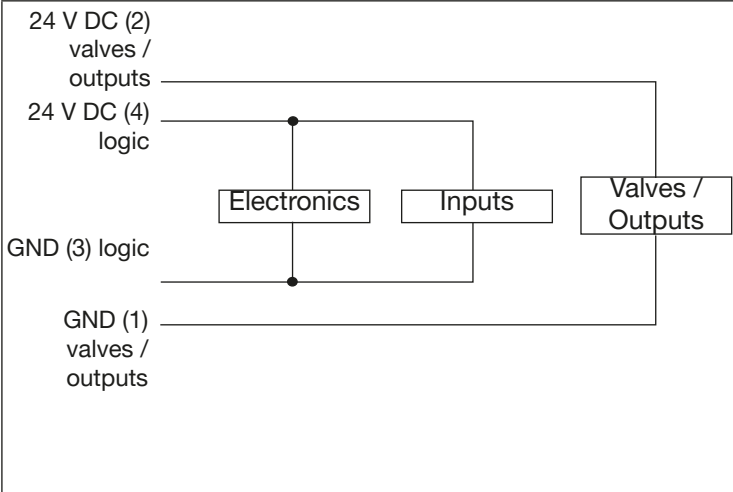 24 V DC (2)
valves /
outputs
24 V DC (4)
logic
Electronics
Inputs
Valves /
Outputs
GND (3) logic
GND (1)
valves /
outputs